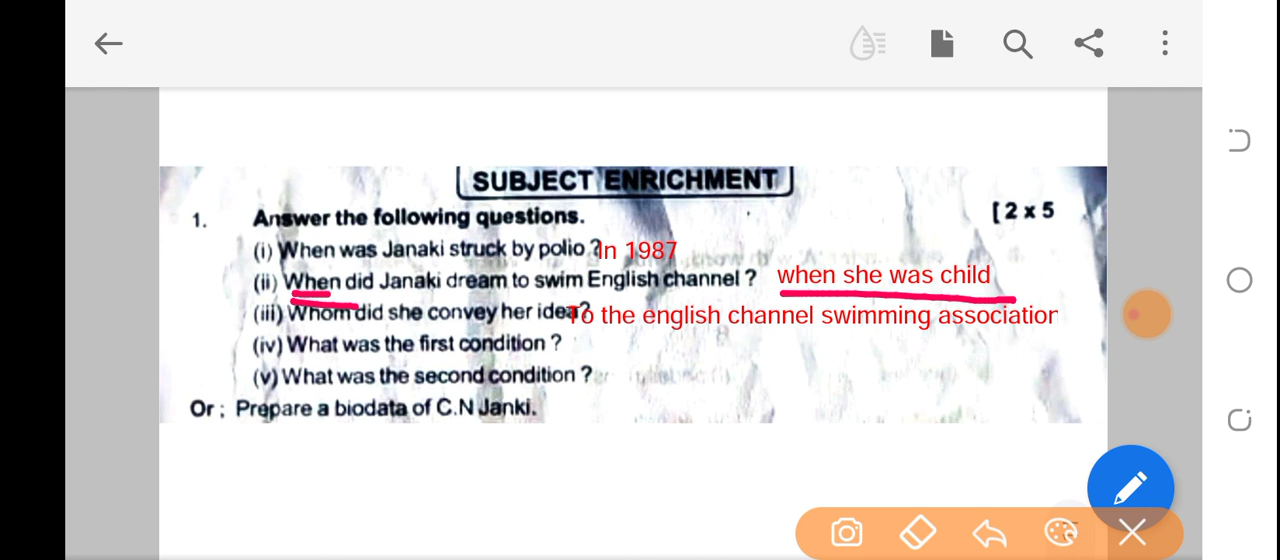 SUBJECT ENRICHMENT
1. Answer the following questions. [2 x 5
(i) When was Janaki struck by polio ? In 1987
(ii) When did Janaki dream to swim English channel ? when she was child
(iii) Whom did she convey her idea? To the english channel swimming association
(iv) What was the first condition ?
(v) What was the second condition ?
Or : Prepare a biodata of C.N Janki.